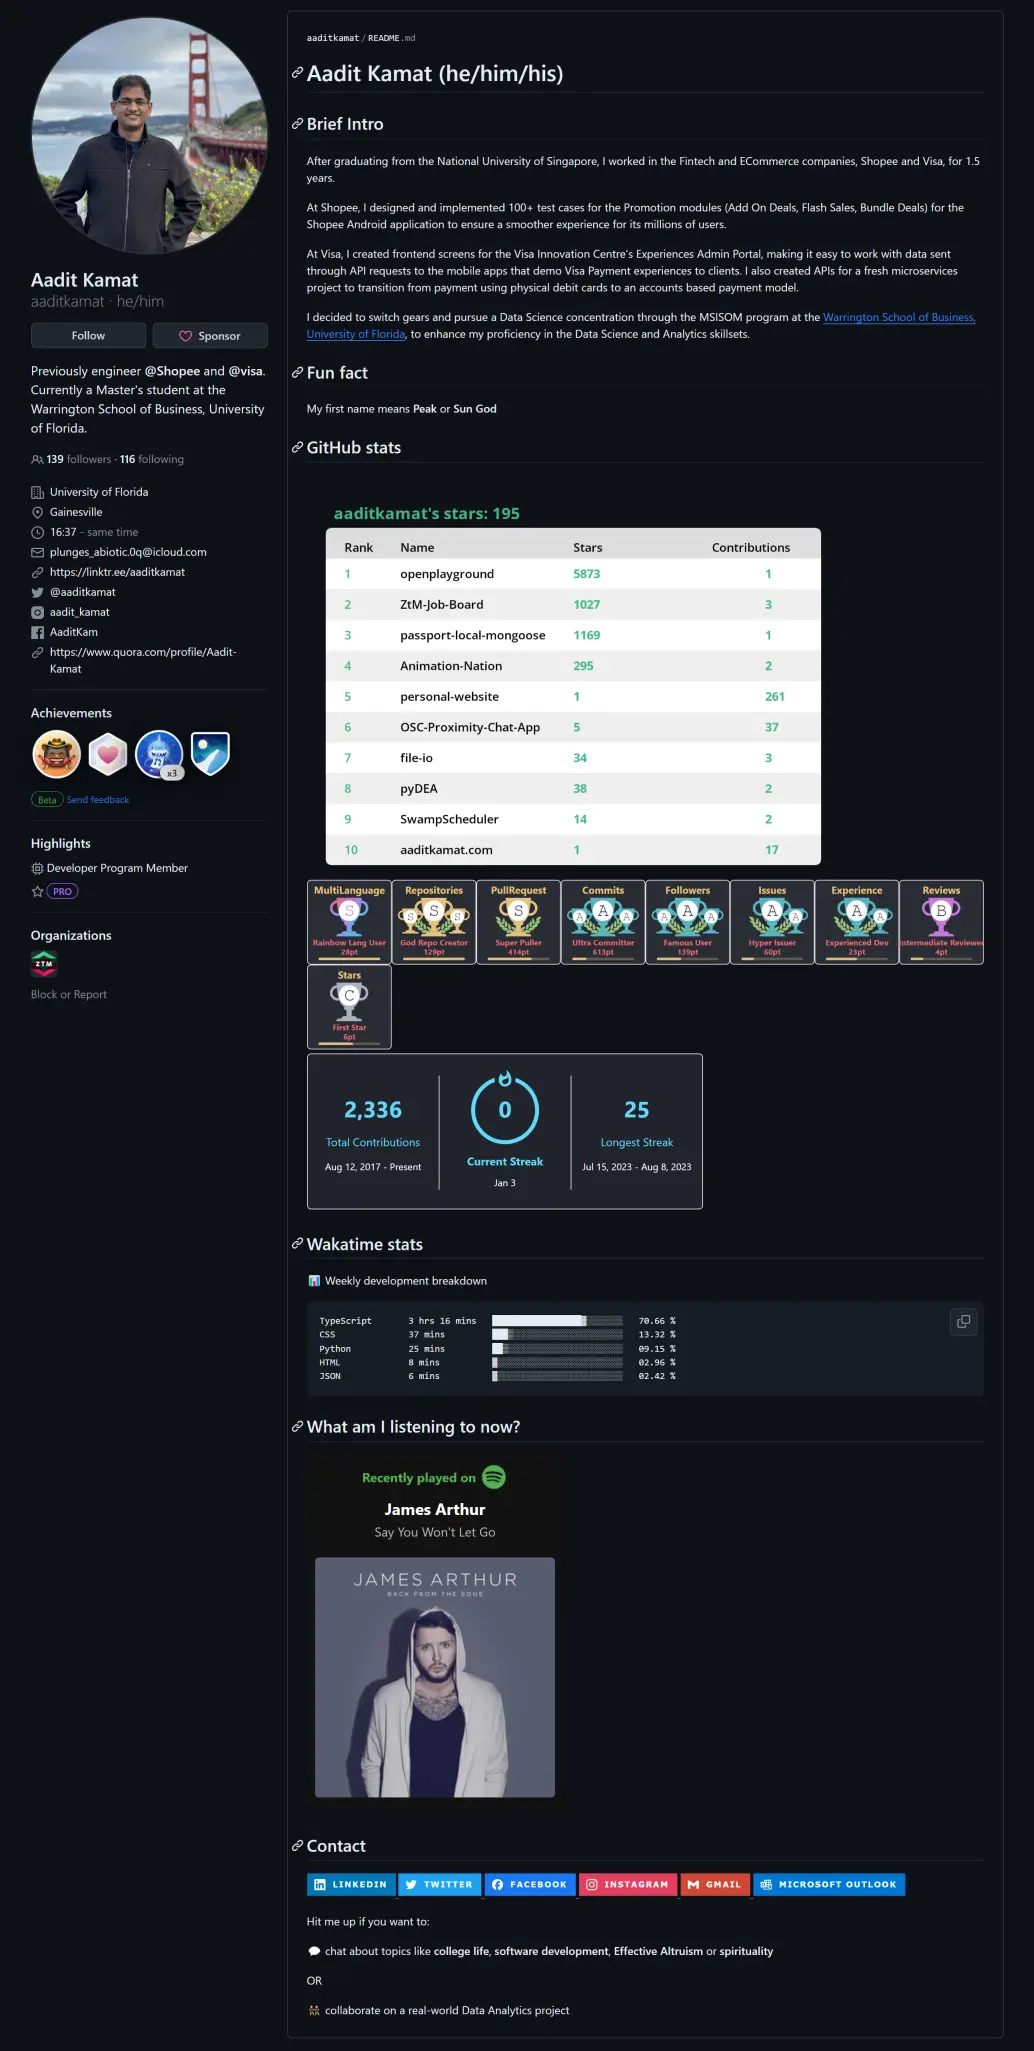 Aadit Kamat
aaditkamat · he/him
Follow
Sponsor
Previously engineer @Shopee and @visa.
Currently a Master's student at the
Warrington School of Business, University
of Florida.
139 followers · 116 following
University of Florida
Gainesville
16:37 - same time
plunges_abiotic.0q@icloud.com
https://linktr.ee/aaditkamat
@aaditkamat
aadit_kamat
AaditKam
https://www.quora.com/profile/Aadit-
Kamat
Achievements
x3
Beta Send feedback
Highlights
Developer Program Member
PRO
Organizations
ZTM
Block or Report
aaditkamat / README.md
Aadit Kamat (he/him/his)
Brief Intro
After graduating from the National University of Singapore, I worked in the Fintech and ECommerce companies, Shopee and Visa, for 1.5
years.
At Shopee, I designed and implemented 100+ test cases for the Promotion modules (Add On Deals, Flash Sales, Bundle Deals) for the
Shopee Android application to ensure a smoother experience for its millions of users.
At Visa, I created frontend screens for the Visa Innovation Centre's Experiences Admin Portal, making it easy to work with data sent
through API requests to the mobile apps that demo Visa Payment experiences to clients. I also created APIs for a fresh microservices
project to transition from payment using physical debit cards to an accounts based payment model.
I decided to switch gears and pursue a Data Science concentration through the MSISOM program at the Warrington School of Business,
University of Florida, to enhance my proficiency in the Data Science and Analytics skillsets.
Fun fact
My first name means Peak or Sun God
GitHub stats
aaditkamat's stars: 195
Rank Name Stars Contributions
1 openplayground 5873 1
2 ZtM-Job-Board 1027 3
3 passport-local-mongoose 1169 1
4 Animation-Nation 295 2
5 personal-website 1 261
6 OSC-Proximity-Chat-App 5 37
7 file-io 34 3
8 pyDEA 38 2
9 SwampScheduler 14 2
10 aaditkamat.com 1 17
MultiLanguage Repositories PullRequest Commits Followers Issues Experience Reviews
S S S S S A A A A A A A A A A B
Rainbow Lang User God Repo Creator Super Puller Ultra Committer Famous User Hyper Issuer Experienced Dev Intermediate Reviewer
28pt 129pt 414pt 613pt 139pt 60pt 23pt 4pt
Stars
C
First Star
6pt
2,336 0 25
Total Contributions Current Streak Longest Streak
Aug 12, 2017 - Present Jan 3 Jul 15, 2023 - Aug 8, 2023
Wakatime stats
Weekly development breakdown
TypeScript 3 hrs 16 mins 70.66 %
CSS 37 mins 13.32 %
Python 25 mins 09.15 %
HTML 8 mins 02.96 %
JSON 6 mins 02.42 %
What am I listening to now?
Recently played on
James Arthur
Say You Won't Let Go
JAMES ARTHUR
BACK FROM THE EDGE
Contact
LINKEDIN TWITTER FACEBOOK INSTAGRAM GMAIL MICROSOFT OUTLOOK
Hit me up if you want to:
chat about topics like college life, software development, Effective Altruism or spirituality
OR
collaborate on a real-world Data Analytics project